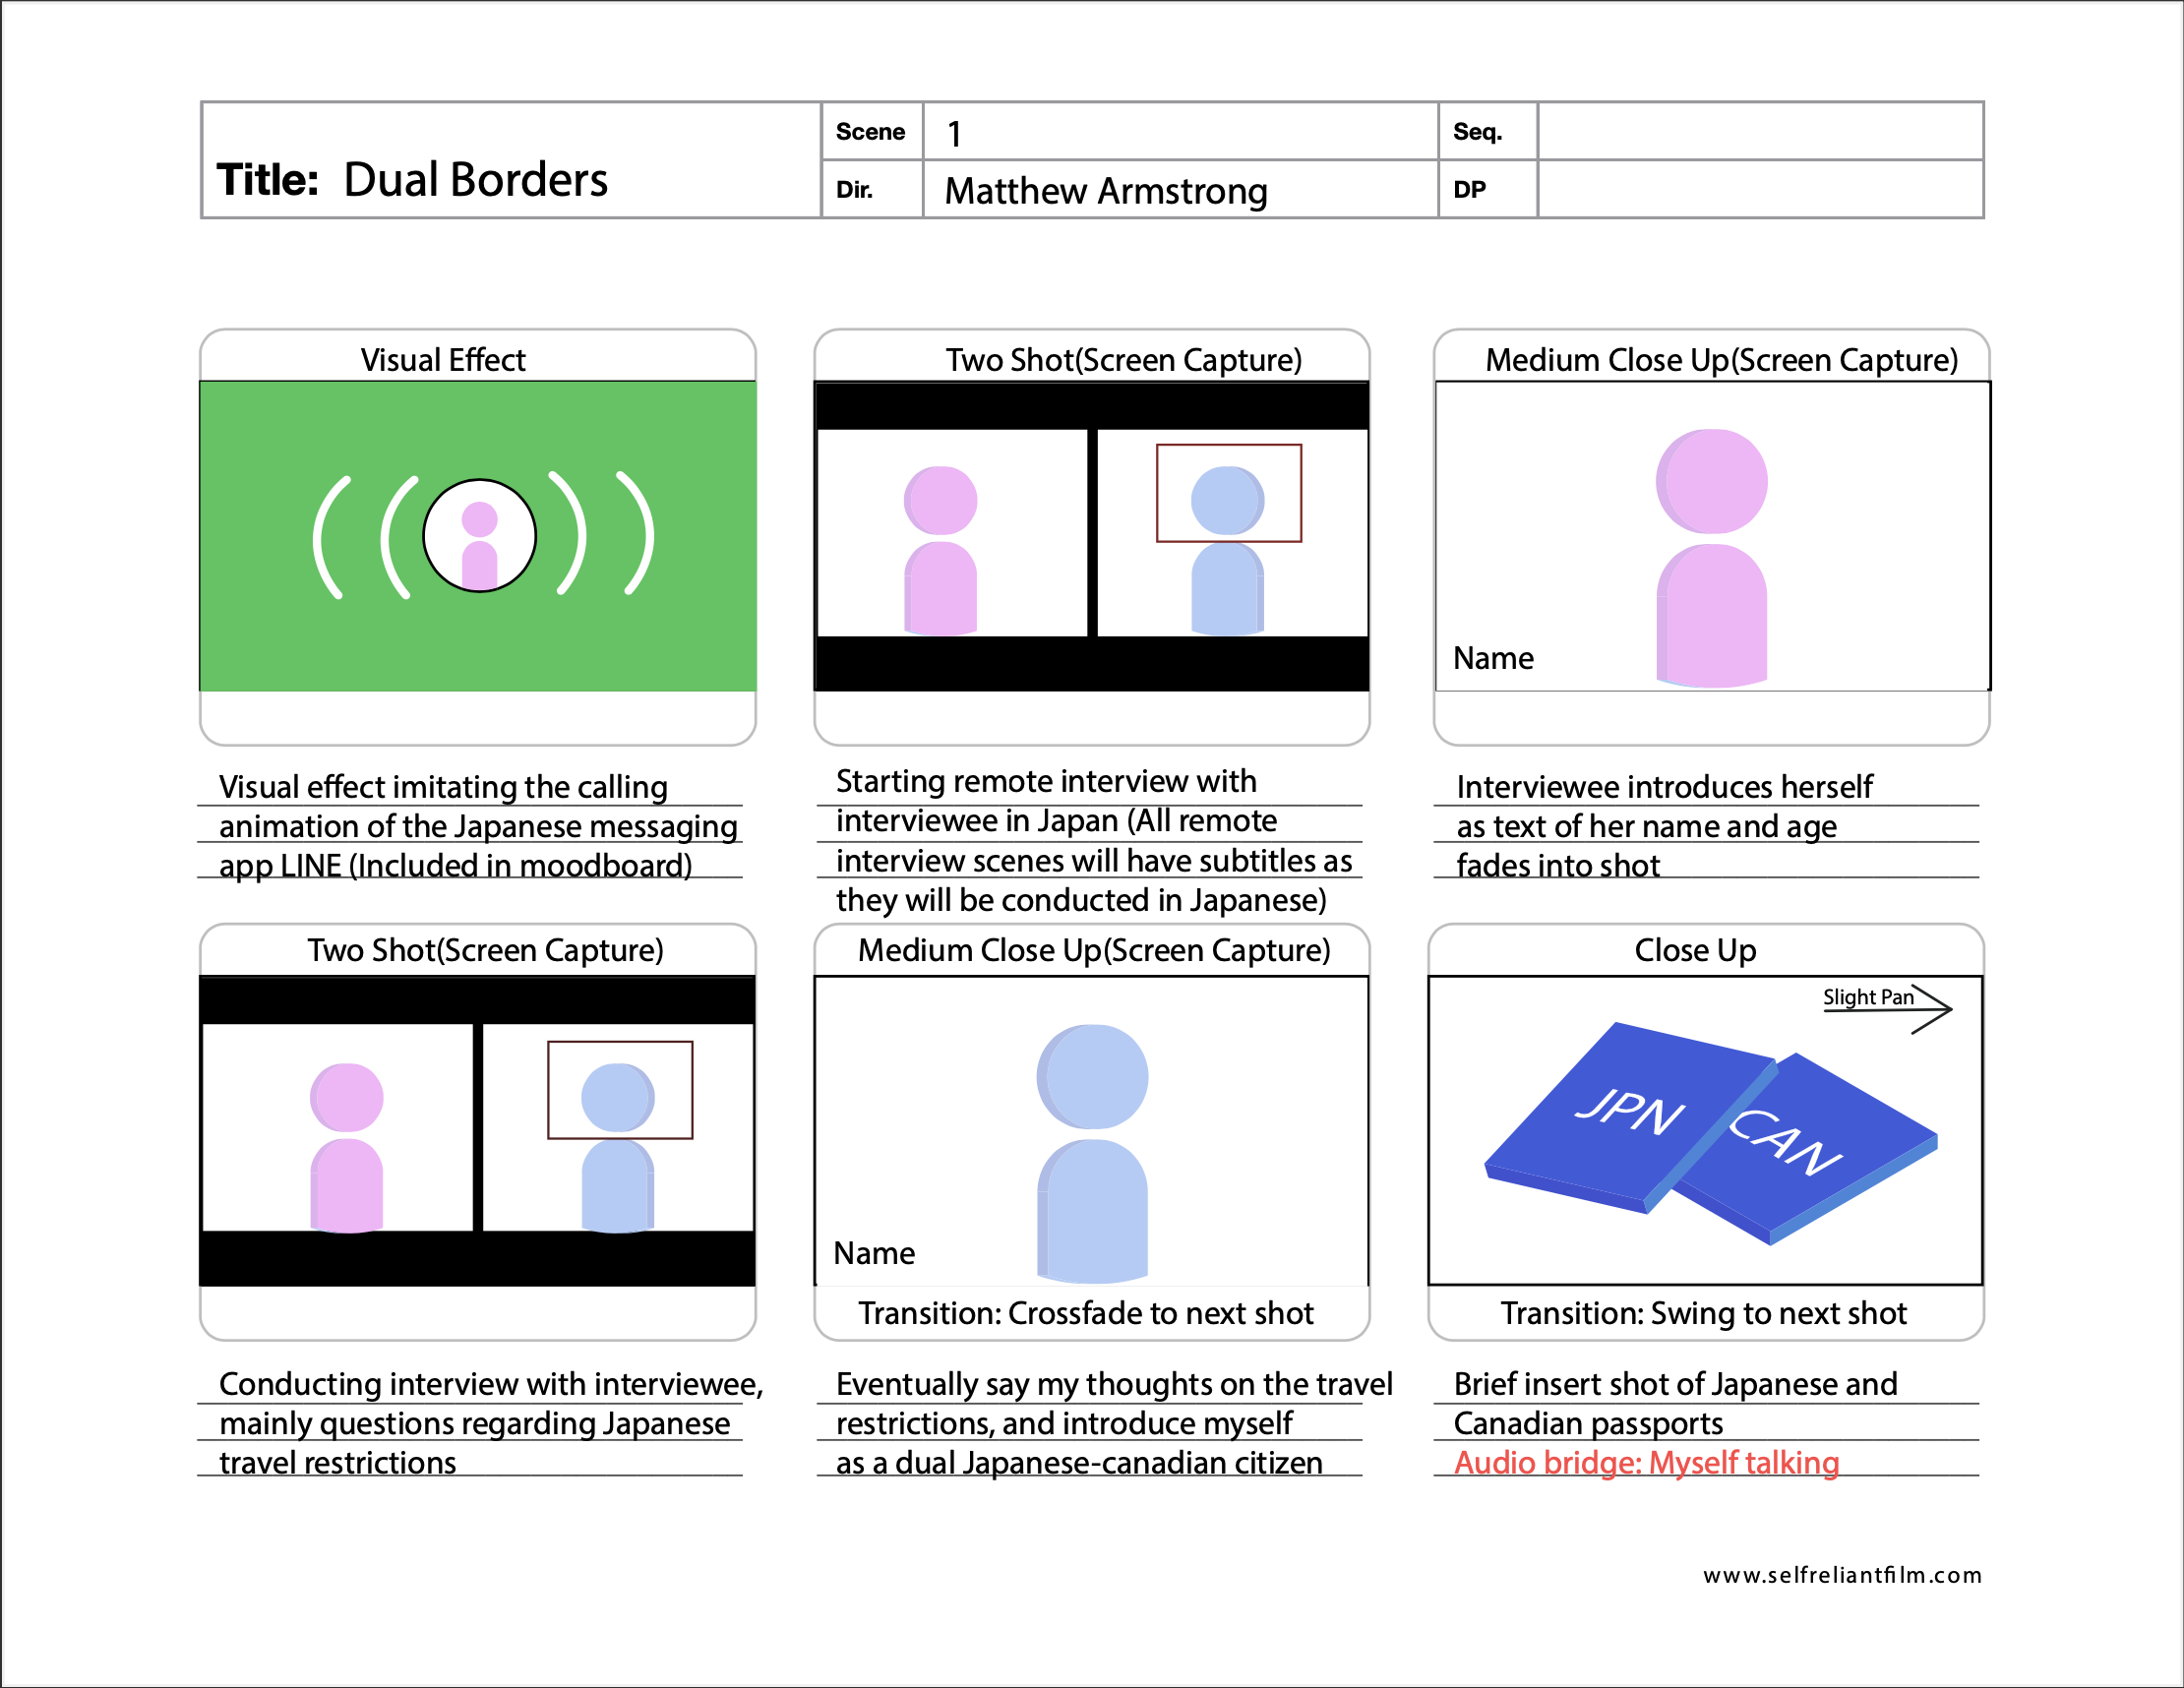 Title: Dual Borders
Scene 1
Seq.
Dir. Matthew Armstrong
DP
Visual Effect
Visual effect imitating the calling
animation of the Japanese messaging
app LINE (Included in moodboard)
Two Shot(Screen Capture)
Starting remote interview with
interviewee in Japan (All remote
interview scenes will have subtitles as
they will be conducted in Japanese)
Medium Close Up(Screen Capture)
Name
Interviewee introduces herself
as text of her name and age
fades into shot
Two Shot(Screen Capture)
Conducting interview with interviewee,
mainly questions regarding Japanese
travel restrictions
Medium Close Up(Screen Capture)
Name
Transition: Crossfade to next shot
Eventually say my thoughts on the travel
restrictions, and introduce myself
as a dual Japanese-canadian citizen
Close Up
Slight Pan
JPN
CAN
Transition: Swing to next shot
Brief insert shot of Japanese and
Canadian passports
Audio bridge: Myself talking
www.selfreliantfilm.com